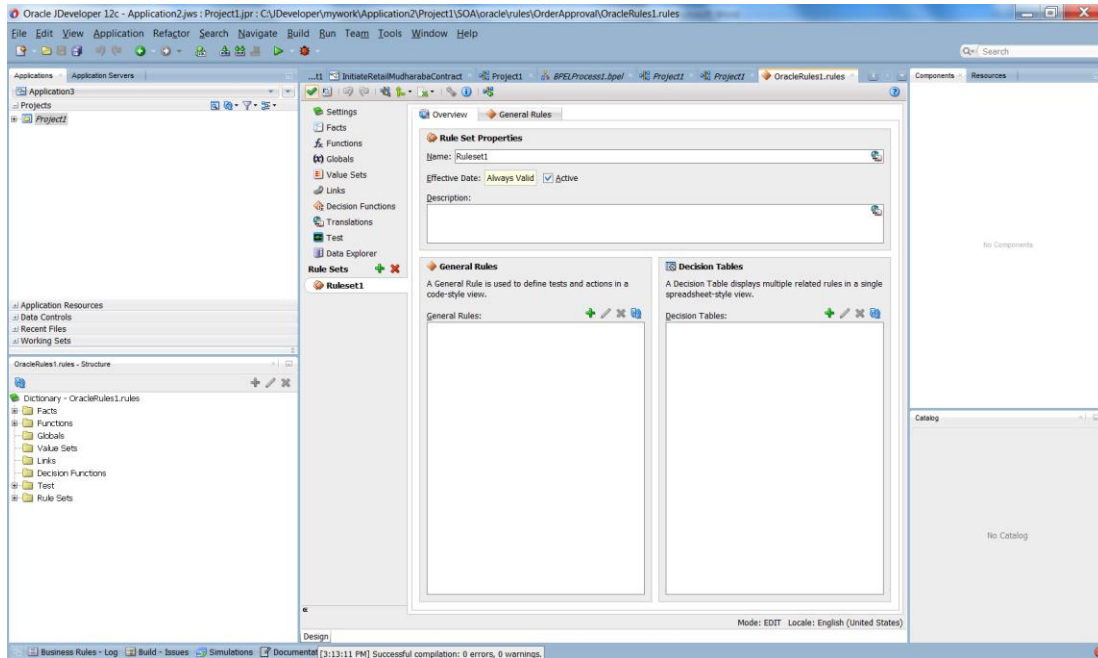 Oracle JDeveloper 12c - Application2.jws : Project1.jpr : C:\JDeveloper\mywork\Application2\Project1\SOA\oracle\rules\OrderApproval\OracleRules1.rules
File Edit View Application Refactor Search Navigate Build Run Team Tools Window Help
Search
Applications Application Servers
...t1 InitiateRetailMudharabaContract Project1 BPELProcess1.bpel Project1 Project1 OracleRules1.rules
Components Resources
Application3
Projects
Project1
Application Resources
Data Controls
Recent Files
Working Sets
OracleRules1.rules - Structure
Dictionary - OracleRules1.rules
Facts
Functions
Globals
Value Sets
Links
Decision Functions
Test
Rule Sets
Settings
Facts
Functions
Globals
Value Sets
Links
Decision Functions
Translations
Test
Data Explorer
Rule Sets
Ruleset1
Overview General Rules
Rule Set Properties
Name: Ruleset1
Effective Date: Always Valid Active
Description:
General Rules
A General Rule is used to define tests and actions in a
code-style view.
General Rules:
Decision Tables
A Decision Table displays multiple related rules in a single
spreadsheet-style view.
Decision Tables:
Mode: EDIT Locale: English (United States)
Design
No Components
Catalog
No Catalog
Business Rules - Log Build - Issues Simulations Documentat [3:13:11 PM] Successful compilation: 0 errors, 0 warnings.